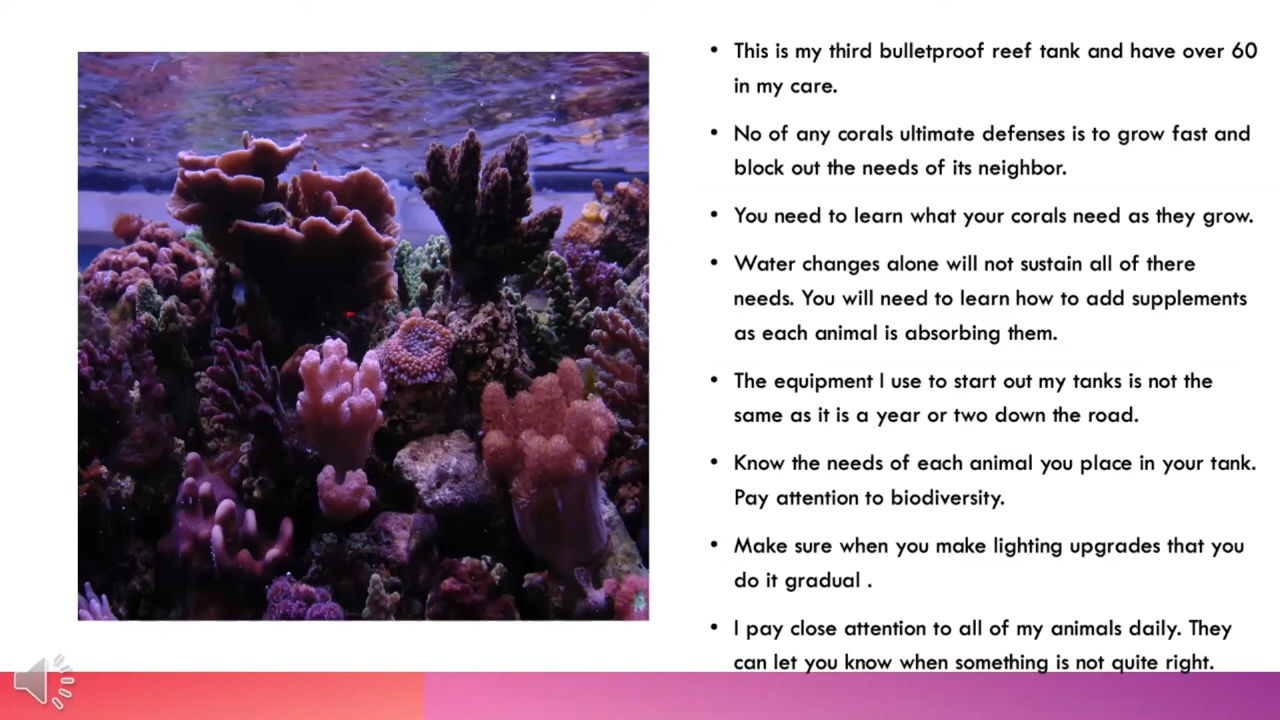 • This is my third bulletproof reef tank and have over 60
in my care.
• No of any corals ultimate defenses is to grow fast and
block out the needs of its neighbor.
• You need to learn what your corals need as they grow.
• Water changes alone will not sustain all of there
needs. You will need to learn how to add supplements
as each animal is absorbing them.
• The equipment I use to start out my tanks is not the
same as it is a year or two down the road.
• Know the needs of each animal you place in your tank.
Pay attention to biodiversity.
• Make sure when you make lighting upgrades that you
do it gradual .
• I pay close attention to all of my animals daily. They
can let you know when something is not quite right.